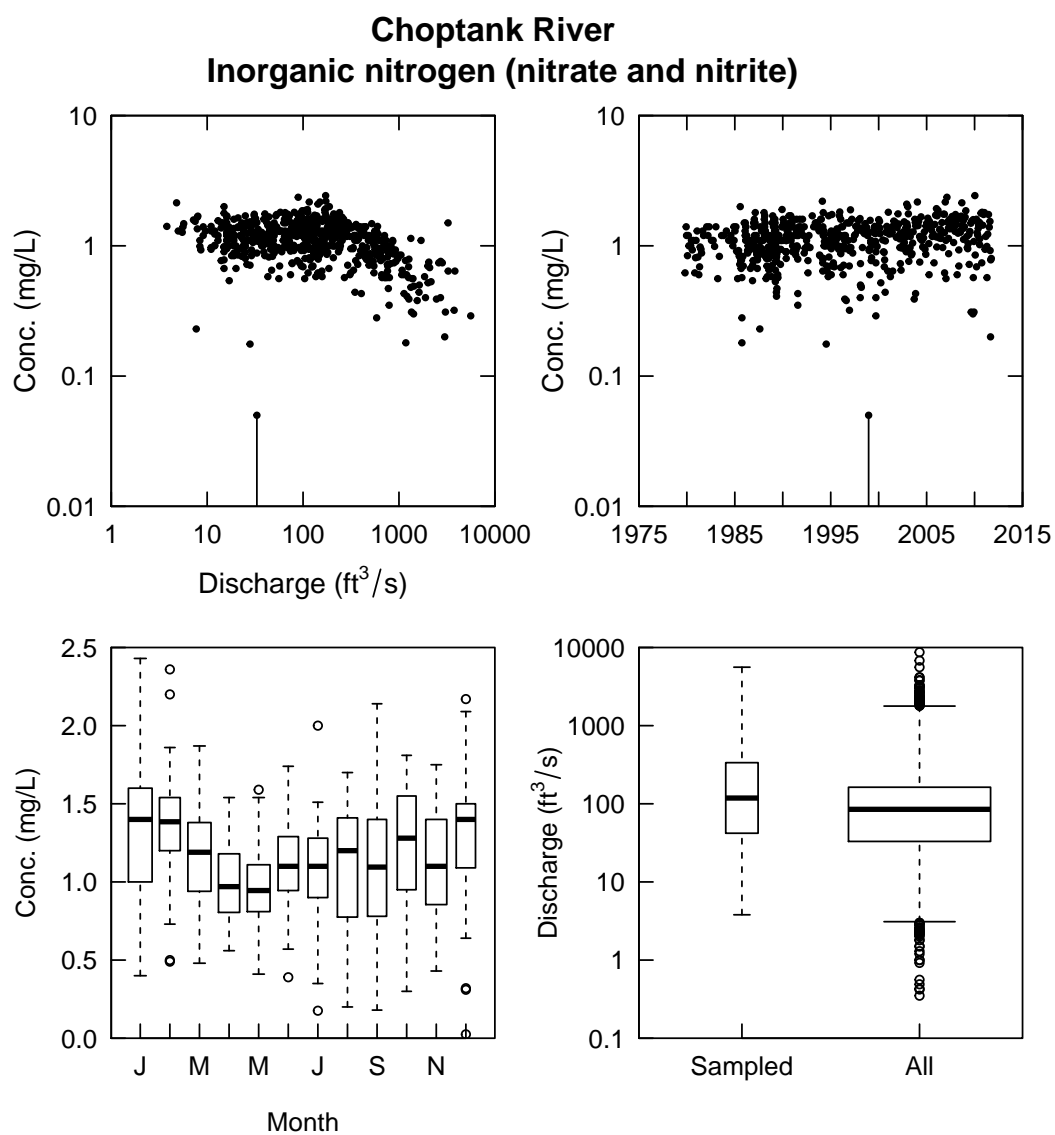 Choptank River
Inorganic nitrogen (nitrate and nitrite)
10
1
0.1
0.01
Conc. (mg/L)
1 10 100 1000 10000
Discharge (ft³/s)
10
1
0.1
0.01
Conc. (mg/L)
1975 1985 1995 2005 2015
2.5
2.0
1.5
1.0
0.5
0.0
Conc. (mg/L)
J M M J S N
Month
10000
1000
100
10
1
0.1
Discharge (ft³/s)
Sampled All